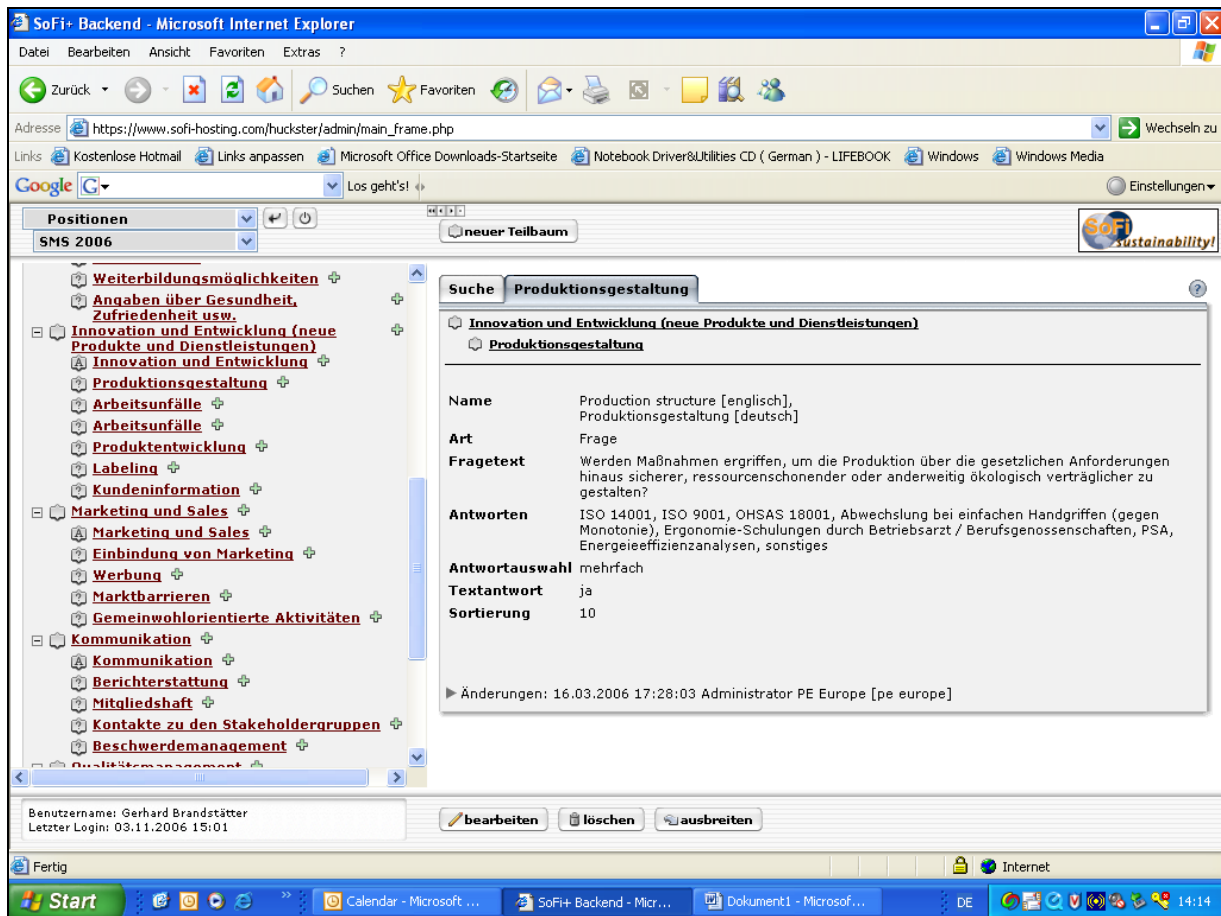 SoFi+ Backend - Microsoft Internet Explorer
Datei Bearbeiten Ansicht Favoriten Extras ?
Zurück Suchen Favoriten
Adresse https://www.sofi-hosting.com/huckster/admin/main_frame.php Wechseln zu
Links Kostenlose Hotmail Links anpassen Microsoft Office Downloads-Startseite Notebook Driver&Utilities CD ( German ) - LIFEBOOK Windows Windows Media
Google G Los geht's! Einstellungen
Positionen
SMS 2006
neuer Teilbaum
SoFi
sustainability!
Weiterbildungsmöglichkeiten
Angaben über Gesundheit,
Zufriedenheit usw.
Innovation und Entwicklung (neue
Produkte und Dienstleistungen)
Innovation und Entwicklung
Produktionsgestaltung
Arbeitsunfälle
Arbeitsunfälle
Produktentwicklung
Labeling
Kundeninformation
Marketing und Sales
Marketing und Sales
Einbindung von Marketing
Werbung
Marktbarrieren
Gemeinwohlorientierte Aktivitäten
Kommunikation
Kommunikation
Berichterstattung
Mitgliedshaft
Kontakte zu den Stakeholdergruppen
Beschwerdemanagement
Qualitätsmanagement
Suche Produktionsgestaltung
Innovation und Entwicklung (neue Produkte und Dienstleistungen)
Produktionsgestaltung
Name Production structure [englisch],
Produktionsgestaltung [deutsch]
Art Frage
Fragetext Werden Maßnahmen ergriffen, um die Produktion über die gesetzlichen Anforderungen
hinaus sicherer, ressourcenschonender oder anderweitig ökologisch verträglicher zu
gestalten?
Antworten ISO 14001, ISO 9001, OHSAS 18001, Abwechslung bei einfachen Handgriffen (gegen
Monotonie), Ergonomie-Schulungen durch Betriebsarzt / Berufsgenossenschaften, PSA,
Energeieeffizienzanalysen, sonstiges
Antwortauswahl mehrfach
Textantwort ja
Sortierung 10
Änderungen: 16.03.2006 17:28:03 Administrator PE Europe [pe europe]
Benutzername: Gerhard Brandstätter
Letzter Login: 03.11.2006 15:01
bearbeiten löschen ausbreiten
Fertig Internet
Start Calendar - Microsoft ... SoFi+ Backend - Micr... Dokument1 - Microsof... DE 14:14